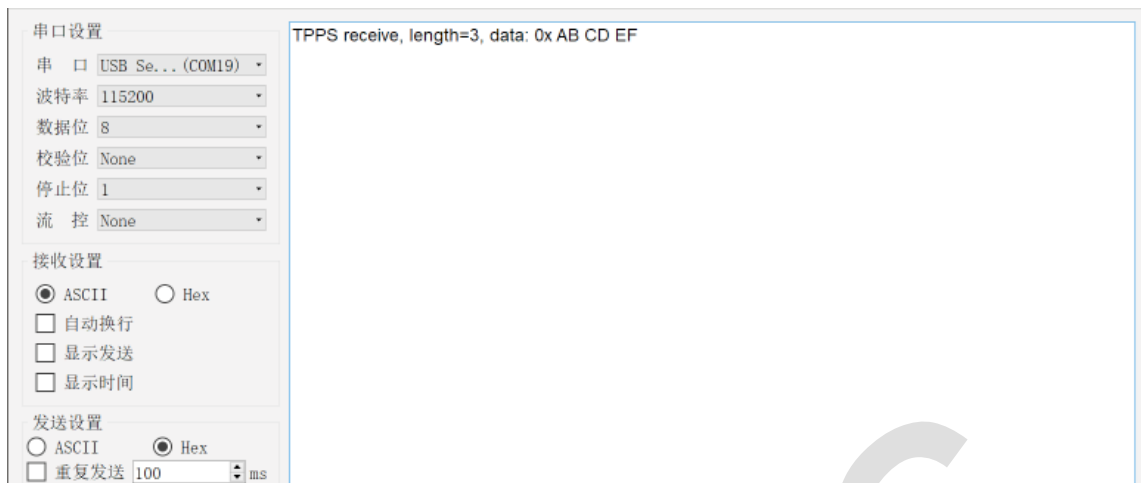 串口设置
串 口 USB Se...(COM19)
波特率 115200
数据位 8
校验位 None
停止位 1
流 控 None
接收设置
ASCII Hex
自动换行
显示发送
显示时间
发送设置
ASCII Hex
重复发送 100 ms
TPPS receive, length=3, data: 0x AB CD EF